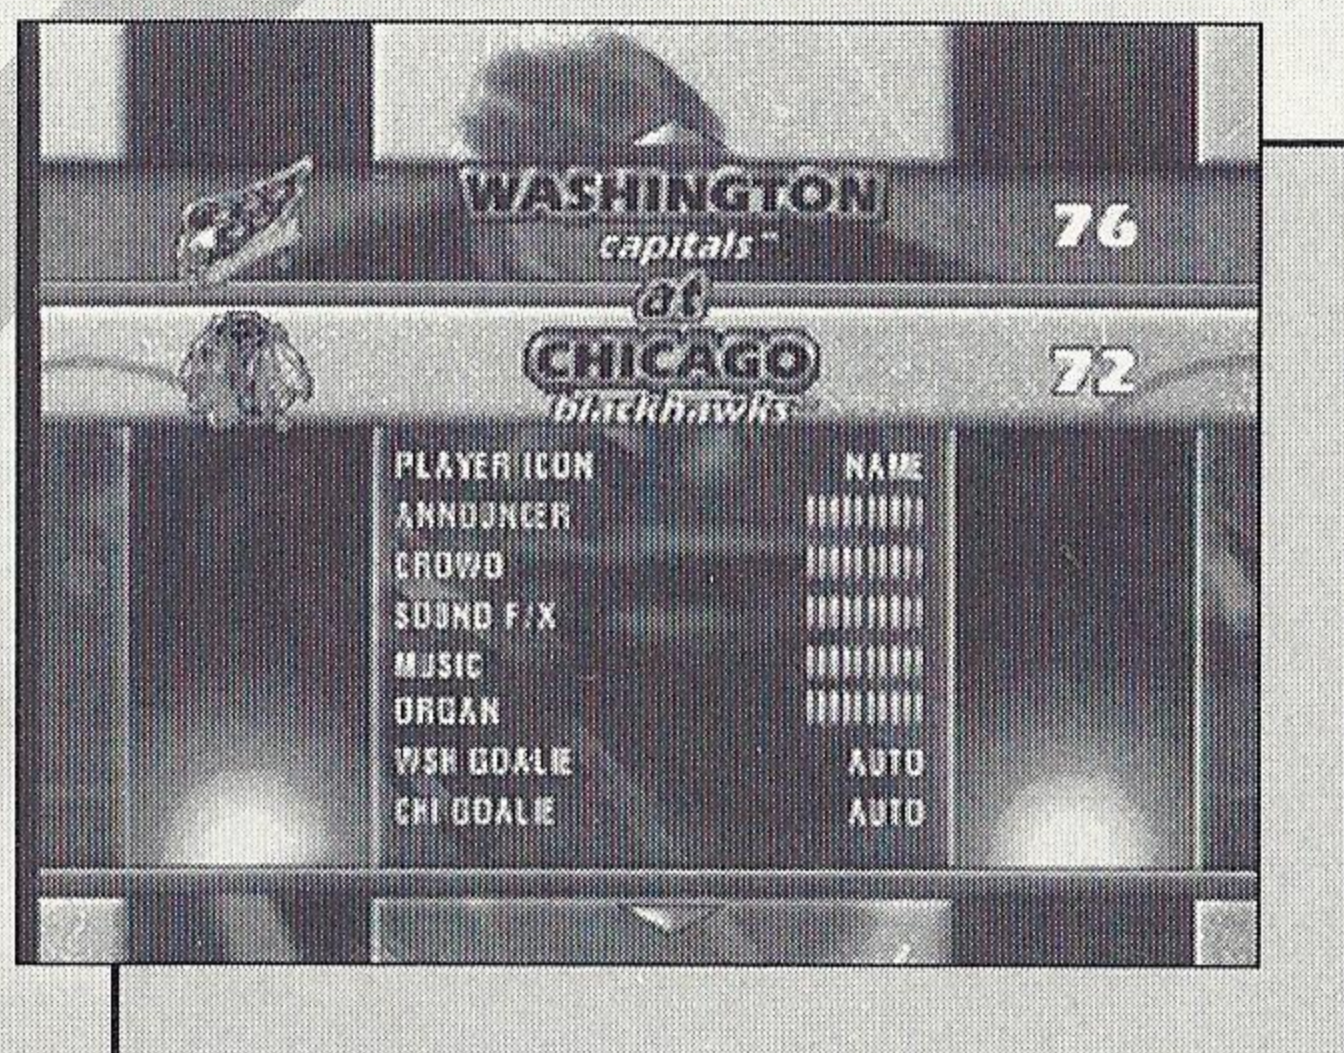 WASHINGTON 76
capitals™
at
CHICAGO 72
blackhawks
PLAYER ICON NAME
ANNOUNCER
CROWD
SOUND F/X
MUSIC
ORGAN
WSH GOALIE AUTO
CHI GOALIE AUTO